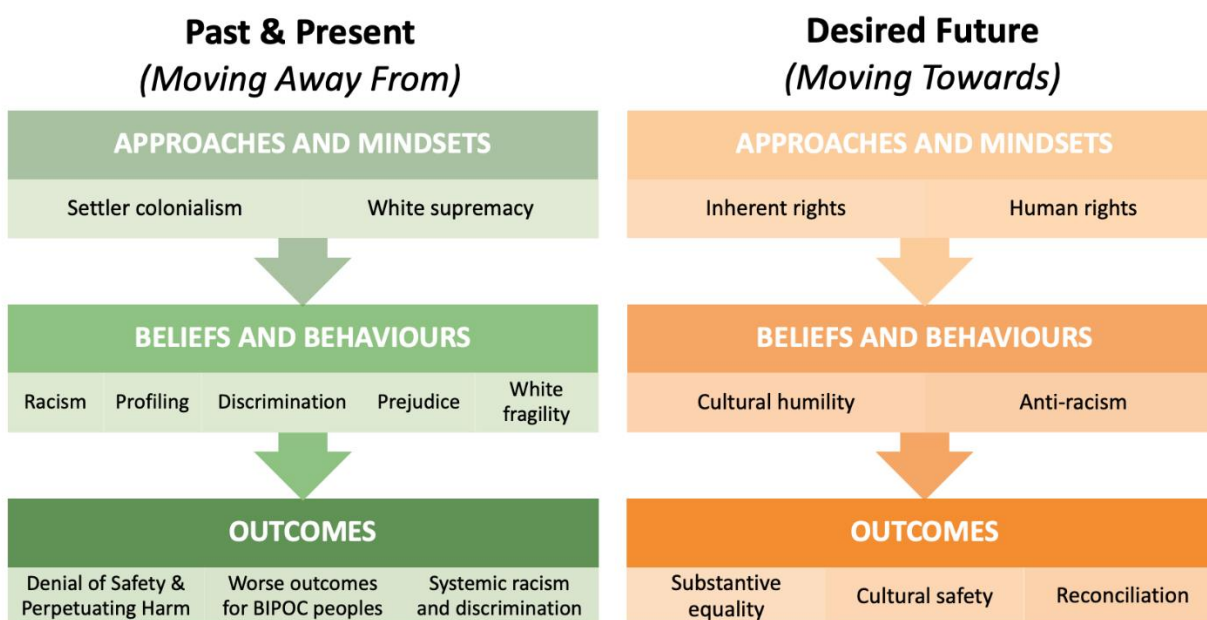 Past & Present
(Moving Away From)
APPROACHES AND MINDSETS
Settler colonialism
White supremacy
BELIEFS AND BEHAVIOURS
Racism
Profiling
Discrimination
Prejudice
White
fragility
OUTCOMES
Denial of Safety &
Perpetuating Harm
Worse outcomes
for BIPOC peoples
Systemic racism
and discrimination
Desired Future
(Moving Towards)
APPROACHES AND MINDSETS
Inherent rights
Human rights
BELIEFS AND BEHAVIOURS
Cultural humility
Anti-racism
OUTCOMES
Substantive
equality
Cultural safety
Reconciliation